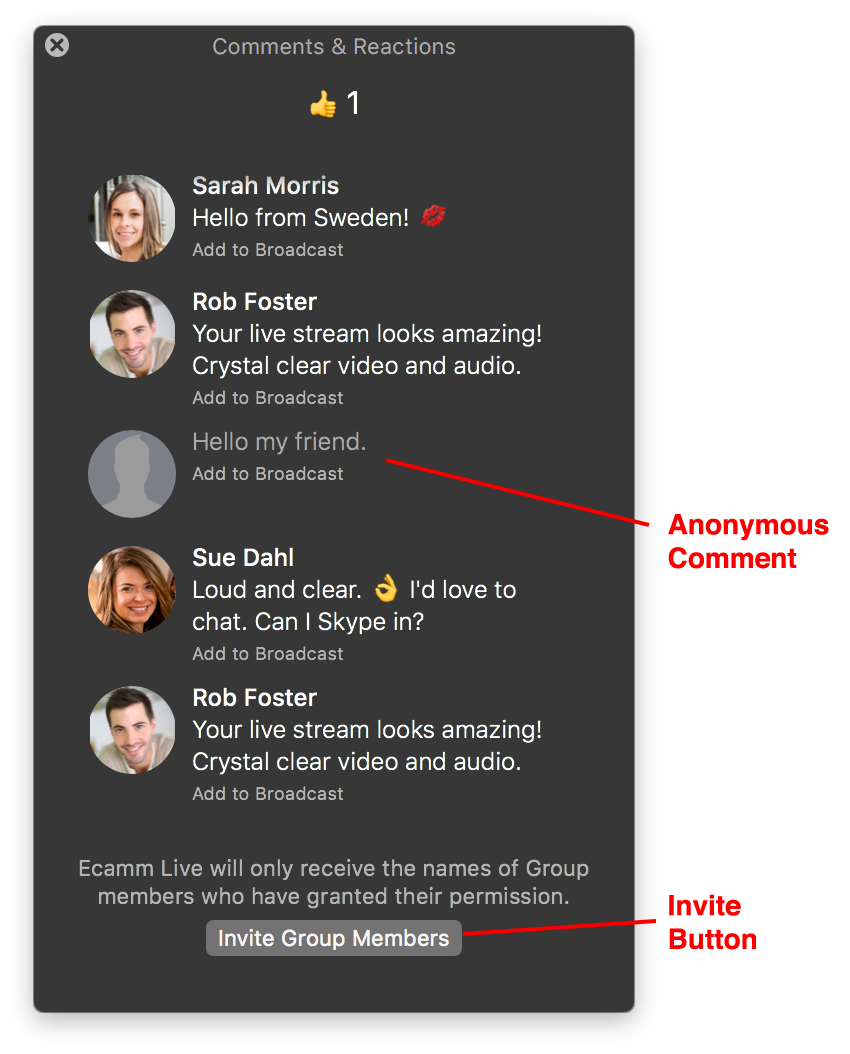 Comments & Reactions
👍 1
Sarah Morris
Hello from Sweden! 💋
Add to Broadcast
Rob Foster
Your live stream looks amazing!
Crystal clear video and audio.
Add to Broadcast
Hello my friend.
Add to Broadcast
Anonymous
Comment
Sue Dahl
Loud and clear. 👌 I'd love to
chat. Can I Skype in?
Add to Broadcast
Rob Foster
Your live stream looks amazing!
Crystal clear video and audio.
Add to Broadcast
Ecamm Live will only receive the names of Group
members who have granted their permission.
Invite Group Members
Invite
Button